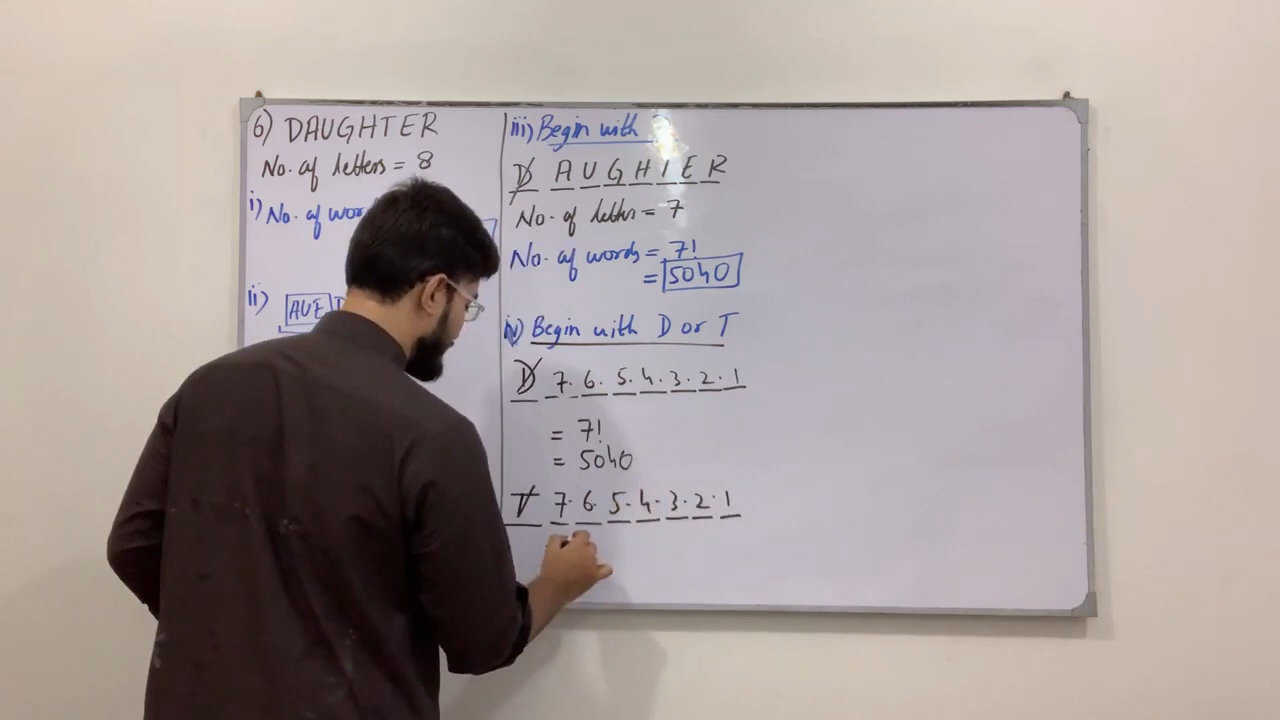 6) DAUGHTER
No. of letters = 8
i) No. of
ii) AUE
iii) Begin with
D A U G H T E R
No. of letters = 7
No. of words = 7!
= 5040
iv) Begin with D or T
D 7. 6. 5. 4. 3. 2. 1
= 7!
= 5040
T 7. 6. 5. 4. 3. 2. 1